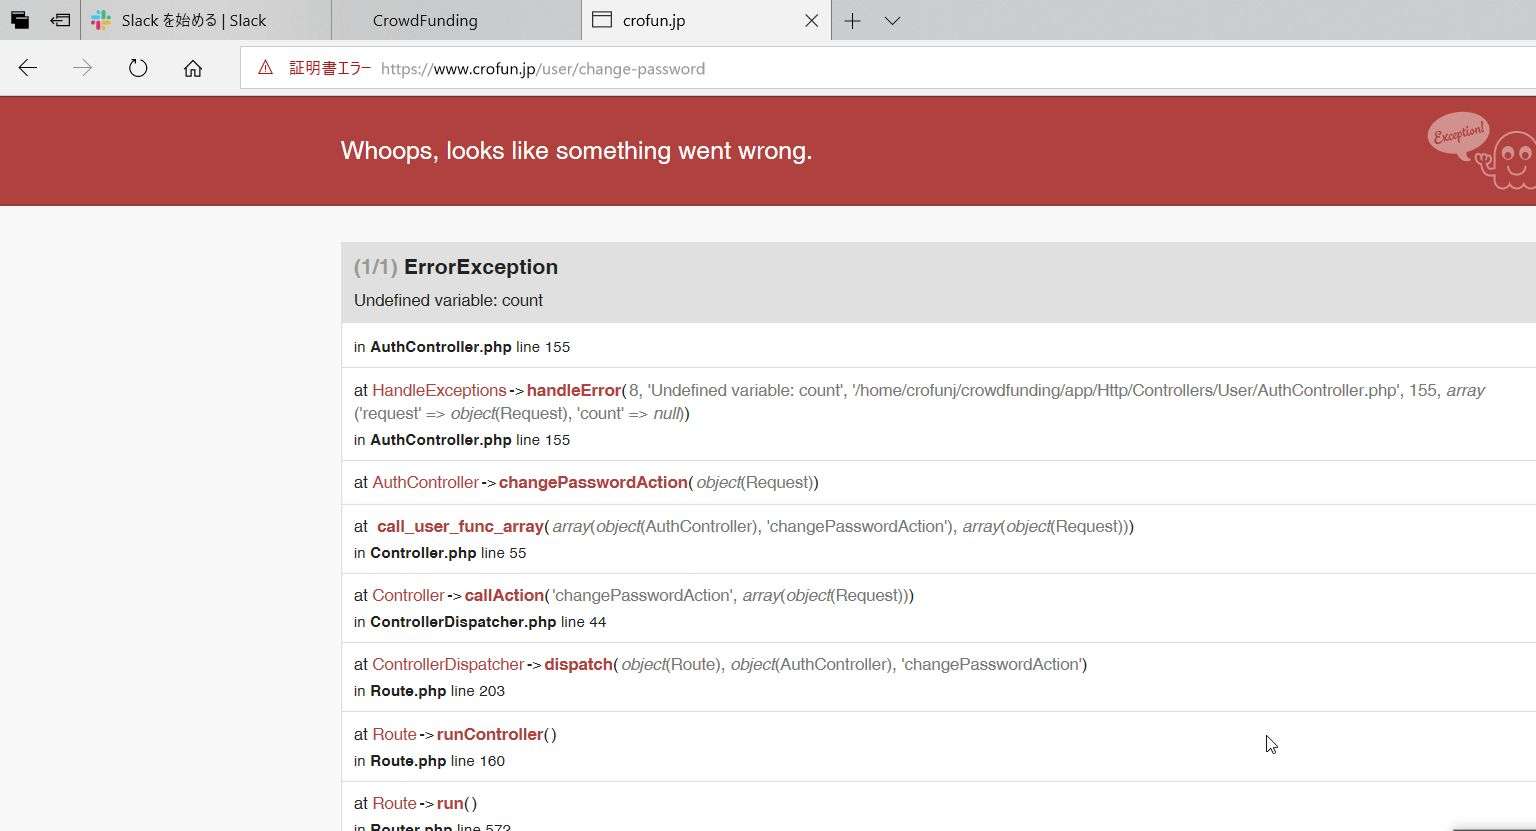 Slack を始める | Slack
CrowdFunding
crofun.jp
証明書エラー https://www.crofun.jp/user/change-password
Whoops, looks like something went wrong.
Exception!
(1/1) ErrorException
Undefined variable: count
in AuthController.php line 155
at HandleExceptions->handleError(8, 'Undefined variable: count', '/home/crofunj/crowdfunding/app/Http/Controllers/User/AuthController.php', 155, array
('request' => object(Request), 'count' => null))
in AuthController.php line 155
at AuthController->changePasswordAction(object(Request))
at call_user_func_array(array(object(AuthController), 'changePasswordAction'), array(object(Request)))
in Controller.php line 55
at Controller->callAction('changePasswordAction', array(object(Request)))
in ControllerDispatcher.php line 44
at ControllerDispatcher->dispatch(object(Route), object(AuthController), 'changePasswordAction')
in Route.php line 203
at Route->runController()
in Route.php line 160
at Route->run()
in Router.php line 572